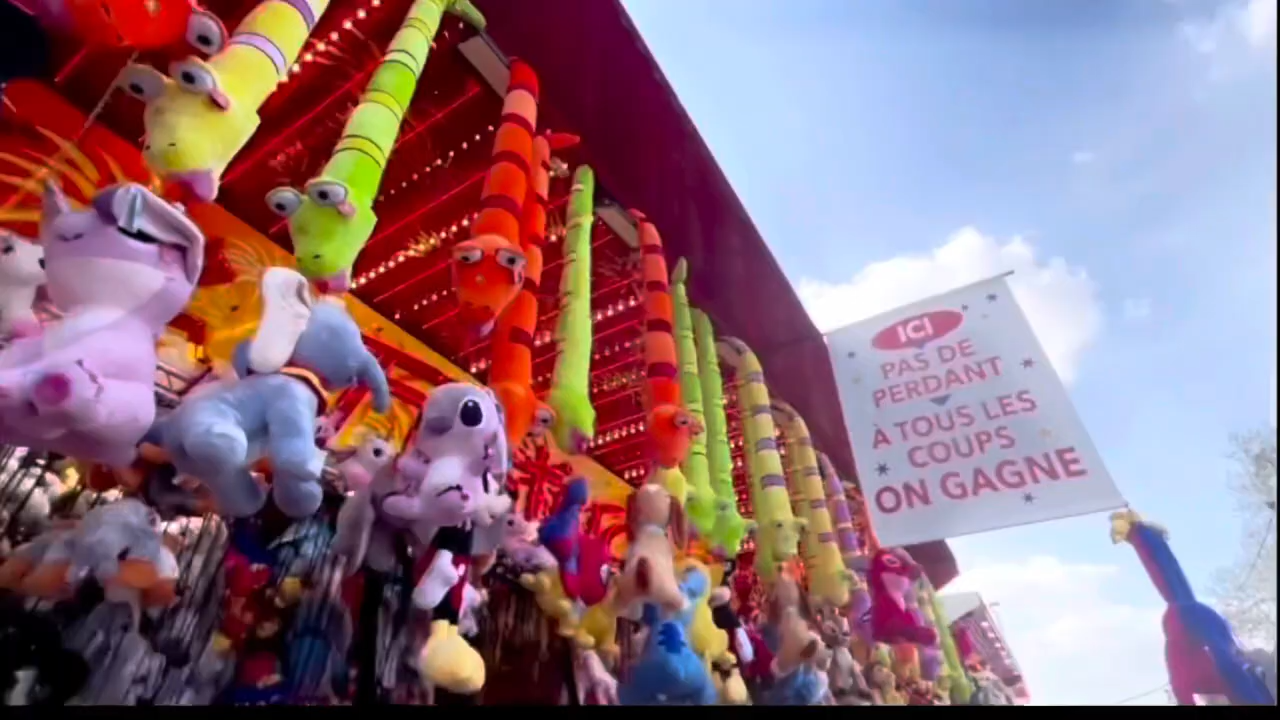 ICI
PAS DE
PERDANT
À TOUS LES
COUPS
ON GAGNE